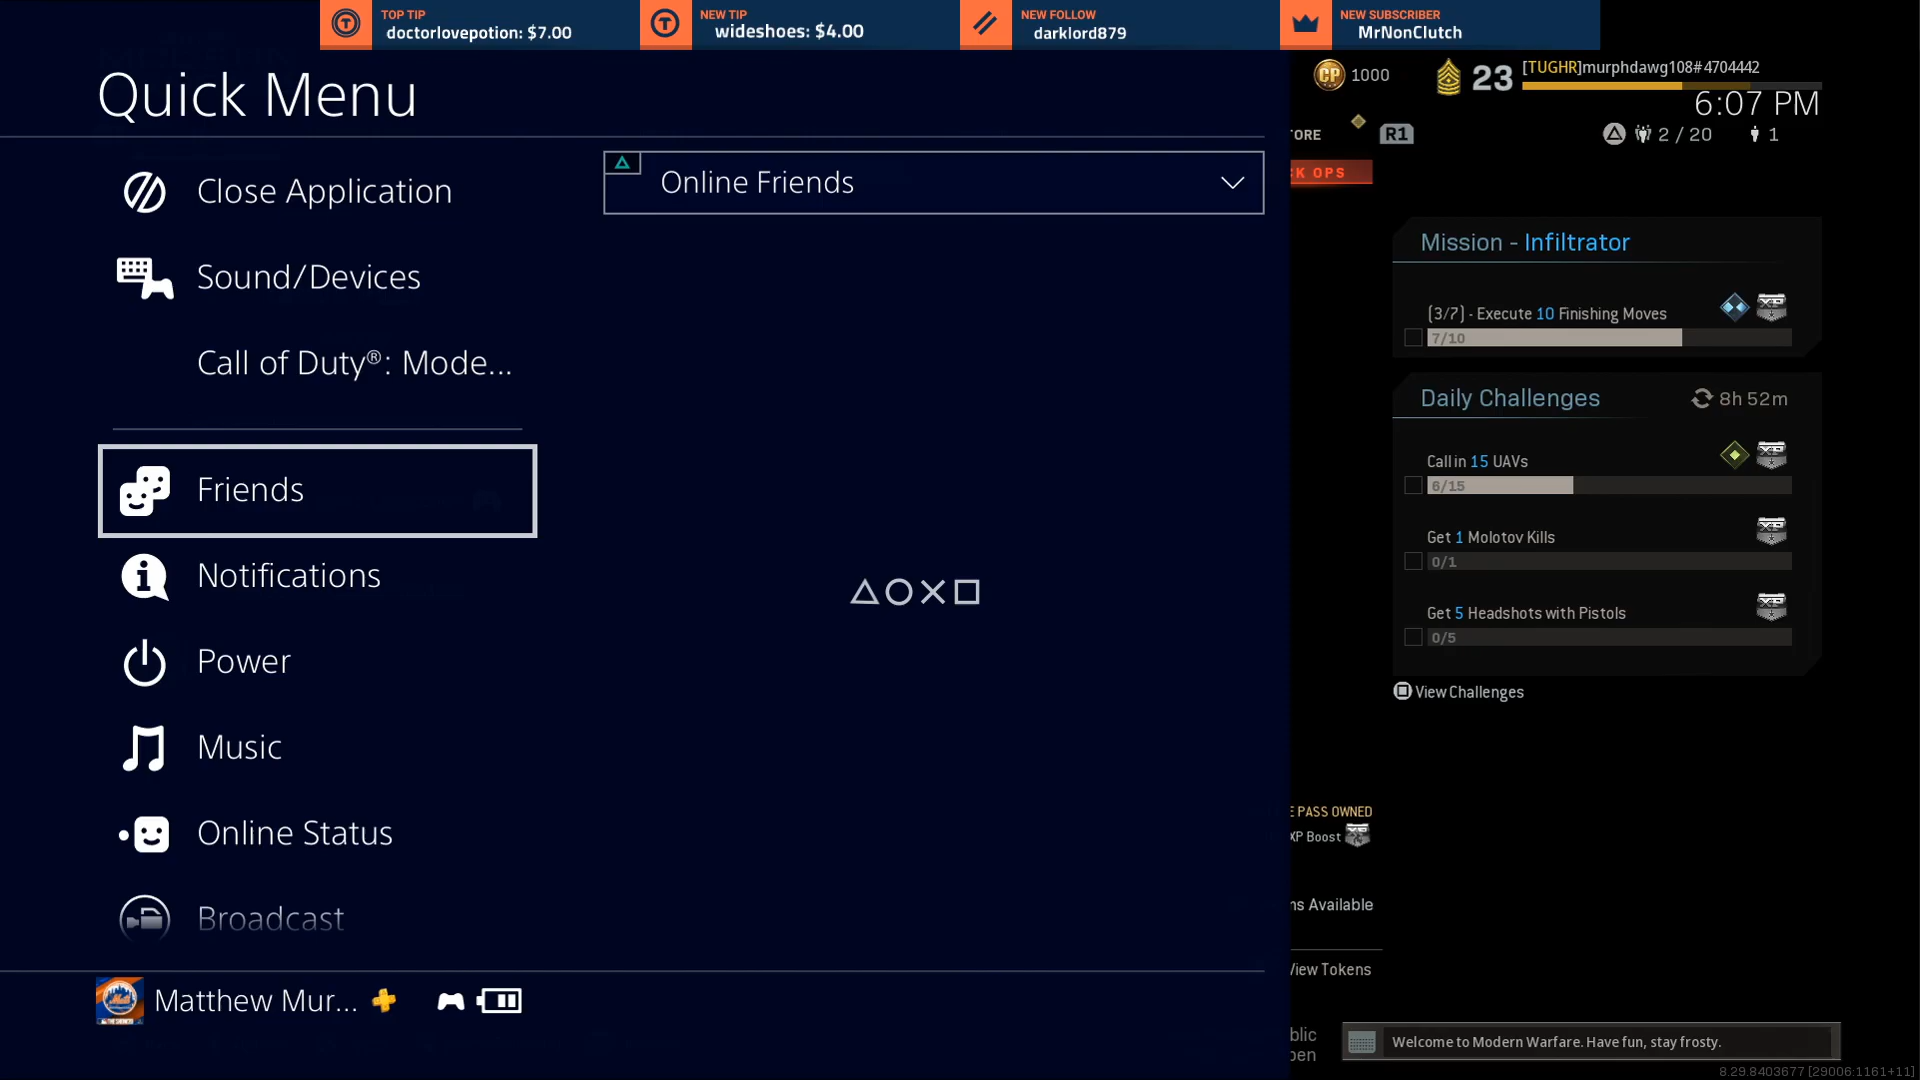 TOP TIP
doctorlovepotion: $7.00
NEW TIP
wideshoes: $4.00
NEW FOLLOW
darklord879
NEW SUBSCRIBER
MrNonClutch
Quick Menu
CP 1000
23
[TUGHR]murphdawg108#4704442
6:07 PM
TORE
R1
2 / 20
1
CK OPS
Close Application
Sound/Devices
Call of Duty®: Mode...
Friends
Notifications
Power
Music
Online Status
Broadcast
Online Friends
Mission - Infiltrator
(3/7) - Execute 10 Finishing Moves
7/10
Daily Challenges
8h 52m
Call in 15 UAVs
6/15
Get 1 Molotov Kills
0/1
Get 5 Headshots with Pistols
0/5
View Challenges
E PASS OWNED
XP Boost
ns Available
View Tokens
Matthew Mur...
blic
pen
Welcome to Modern Warfare. Have fun, stay frosty.
8.29.8403677 [29006:1161+11]